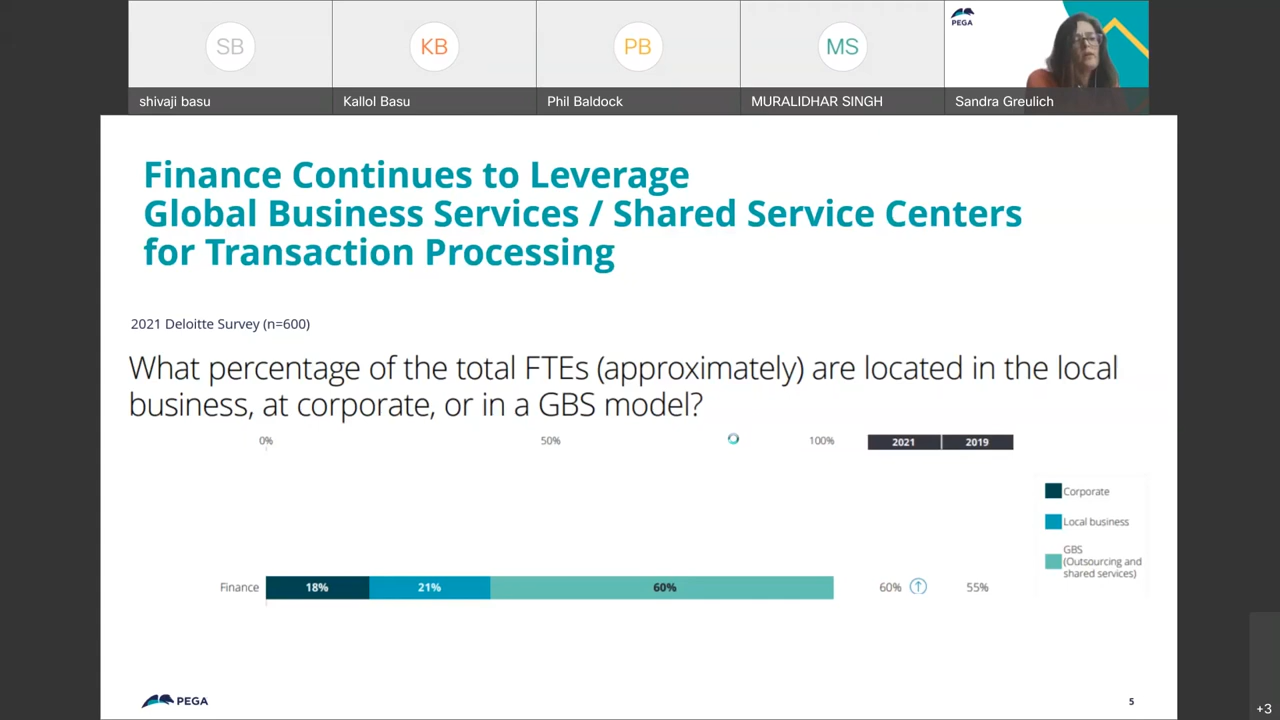 SB
KB
PB
MS
PEGA
shivaji basu
Kallol Basu
Phil Baldock
MURALIDHAR SINGH
Sandra Greulich
Finance Continues to Leverage
Global Business Services / Shared Service Centers
for Transaction Processing
2021 Deloitte Survey (n=600)
What percentage of the total FTEs (approximately) are located in the local
business, at corporate, or in a GBS model?
0% 50% 100% 2021 2019
Corporate
Local business
GBS
(Outsourcing and
shared services)
Finance 18% 21% 60% 60% 55%
PEGA
5
+3